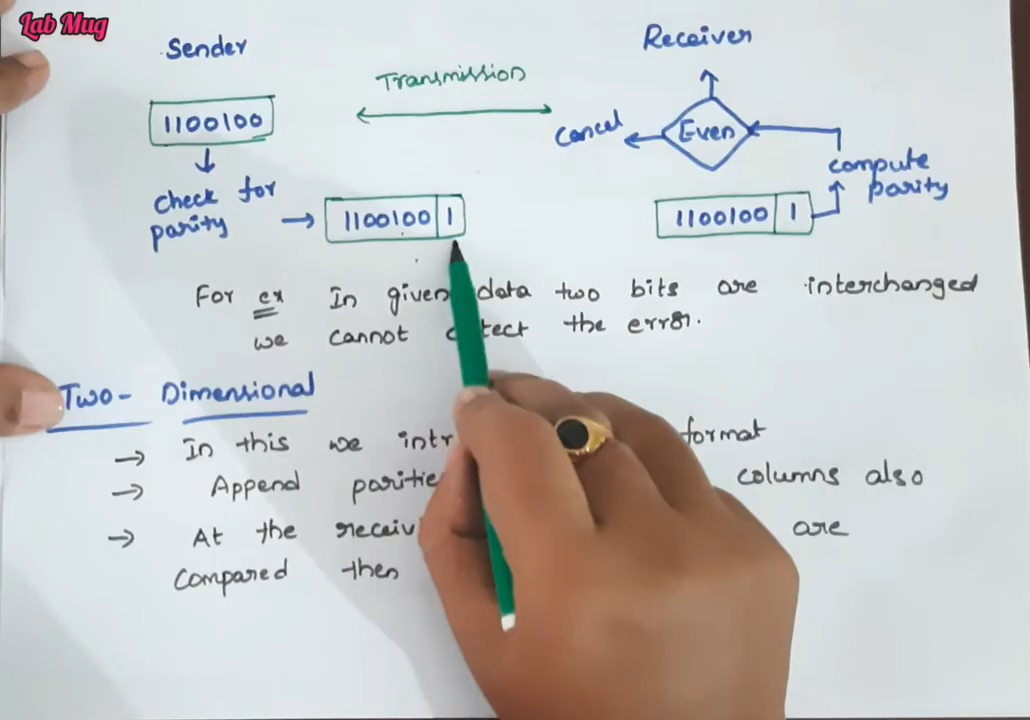 Lab Mug
Sender
Receiver
Transmission
1100100
Cancel
Even
check for
parity
1100100 1
1100100 1
compute
parity
For ex In given data two bits are interchanged
we cannot the error.
Two-Dimensional
→ In this we format
→ Append columns also
→ At the are
Compared then